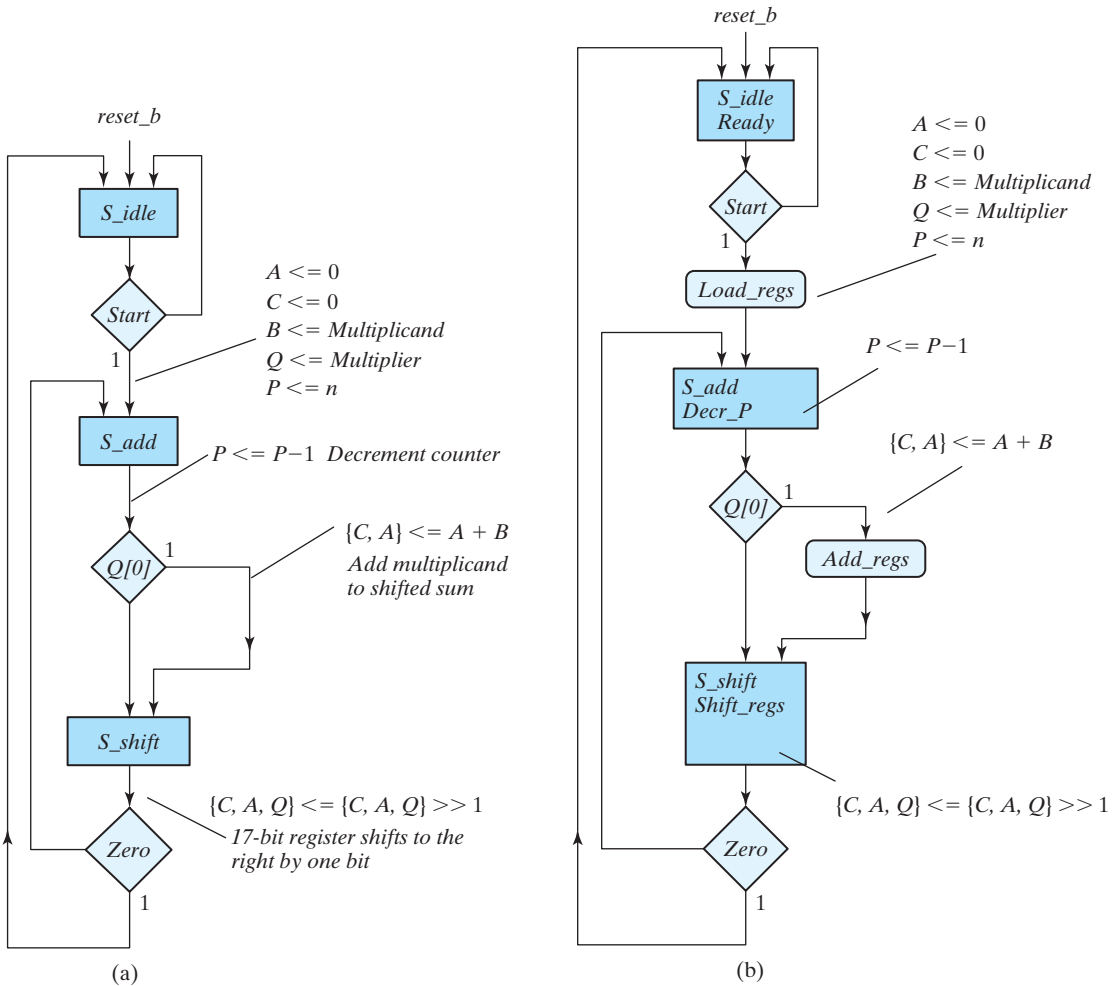 reset_b
S_idle
Start
1
A <= 0
C <= 0
B <= Multiplicand
Q <= Multiplier
P <= n
S_add
P <= P−1 Decrement counter
Q[0]
1
{C, A} <= A + B
Add multiplicand
to shifted sum
S_shift
{C, A, Q} <= {C, A, Q} >> 1
17-bit register shifts to the
right by one bit
Zero
1
(a)
reset_b
S_idle
Ready
Start
1
A <= 0
C <= 0
B <= Multiplicand
Q <= Multiplier
P <= n
Load_regs
P <= P−1
S_add
Decr_P
{C, A} <= A + B
Q[0]
1
Add_regs
S_shift
Shift_regs
{C, A, Q} <= {C, A, Q} >> 1
Zero
1
(b)